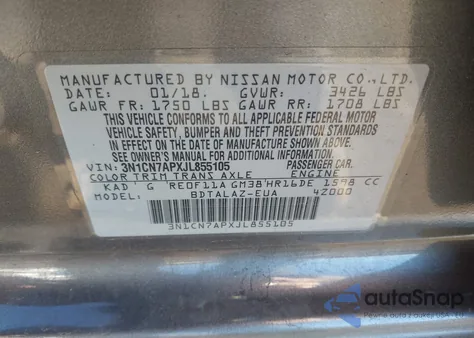 MANUFACTURED BY NISSAN MOTOR CO.,LTD.
DATE: 01/18. GVWR: 3426 LBS
GAWR FR: 1750 LBS GAWR RR: 1708 LBS
THIS VEHICLE CONFORMS TO ALL APPLICABLE FEDERAL MOTOR
VEHICLE SAFETY, BUMPER AND THEFT PREVENTION STANDARDS
IN EFFECT ON THE DATE OF MANUFACTURE SHOWN ABOVE.
SEE OWNER'S MANUAL FOR ADDITIONAL INFORMATION.
VIN: 3N1CN7APXJL855105 PASSENGER CAR.
COLOR TRIM TRANS AXLE ENGINE
KAD G RE0F11A GM38 HR16DE 1598 CC
MODEL: BDTALAZ-EUA 4Z000
3N1CN7APXJL855105
autoSnap